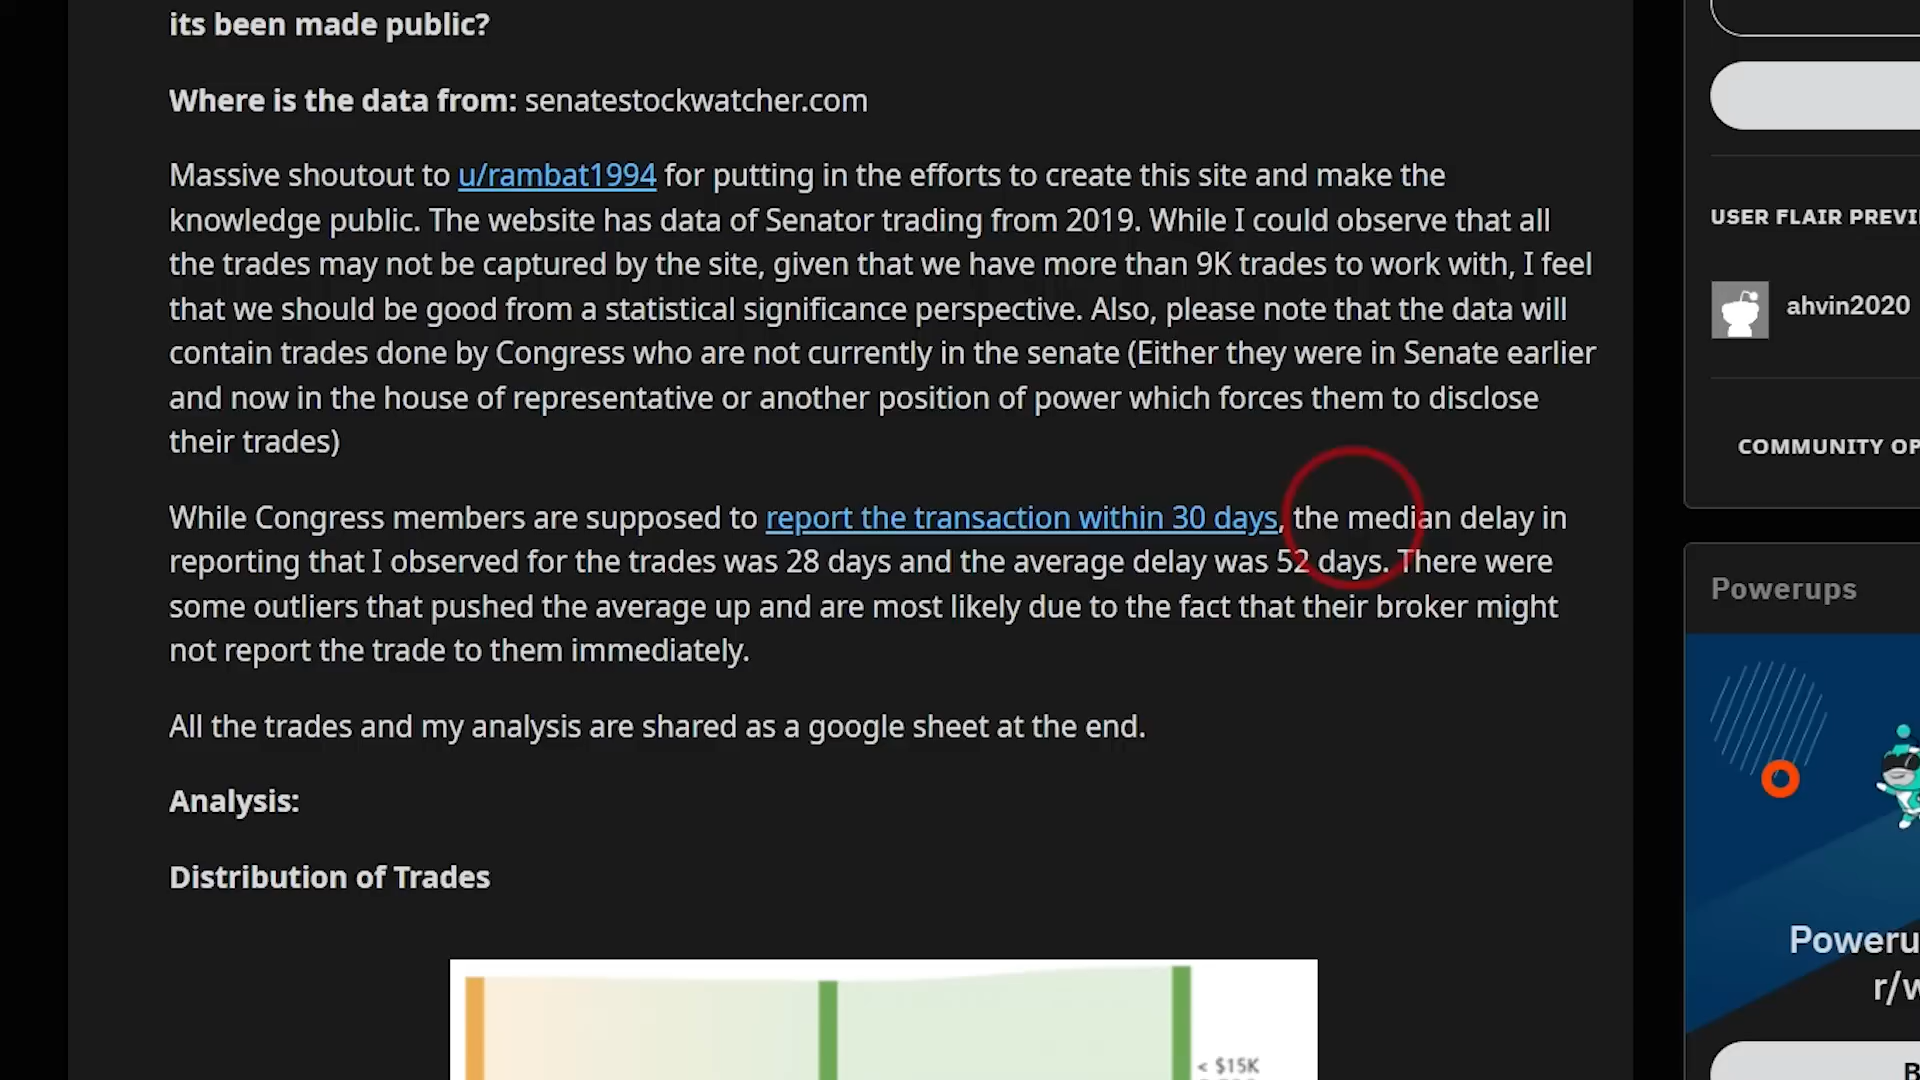 its been made public?
Where is the data from: senatestockwatcher.com
Massive shoutout to u/rambat1994 for putting in the efforts to create this site and make the
knowledge public. The website has data of Senator trading from 2019. While I could observe that all
the trades may not be captured by the site, given that we have more than 9K trades to work with, I feel
that we should be good from a statistical significance perspective. Also, please note that the data will
contain trades done by Congress who are not currently in the senate (Either they were in Senate earlier
and now in the house of representative or another position of power which forces them to disclose
their trades)
While Congress members are supposed to report the transaction within 30 days, the median delay in
reporting that I observed for the trades was 28 days and the average delay was 52 days. There were
some outliers that pushed the average up and are most likely due to the fact that their broker might
not report the trade to them immediately.
All the trades and my analysis are shared as a google sheet at the end.
Analysis:
Distribution of Trades
< $15K
USER FLAIR PREVI
ahvin2020
COMMUNITY OP
Powerups
Poweru
r/w
B